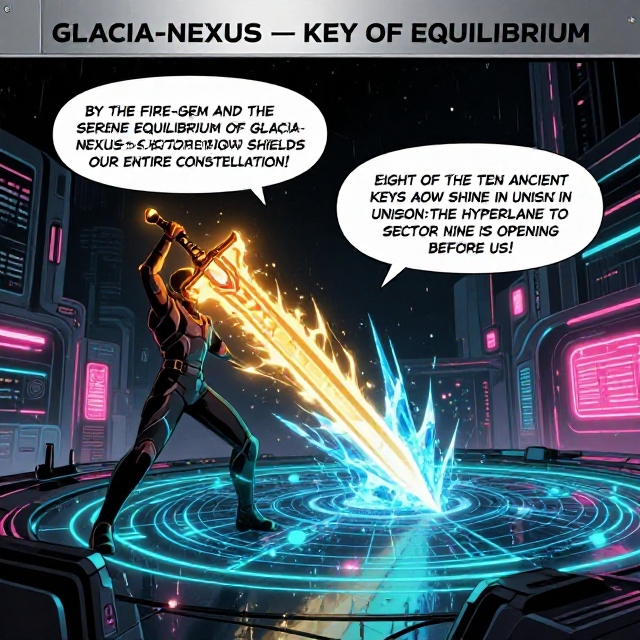 GLACIA-NEXUS — KEY OF EQUILIBRIUM
BY THE FIRE-GEM AND THE
SERENE EQUILIBRIUM OF GLACIA-
NEXUS SHIELDS
OUR ENTIRE CONSTELLATION!
EIGHT OF THE TEN ANCIENT
KEYS AOW SHINE IN UNISN IN
UNISON: THE HYPERLANE TO
SECTOR NINE IS OPENING
BEFORE US!